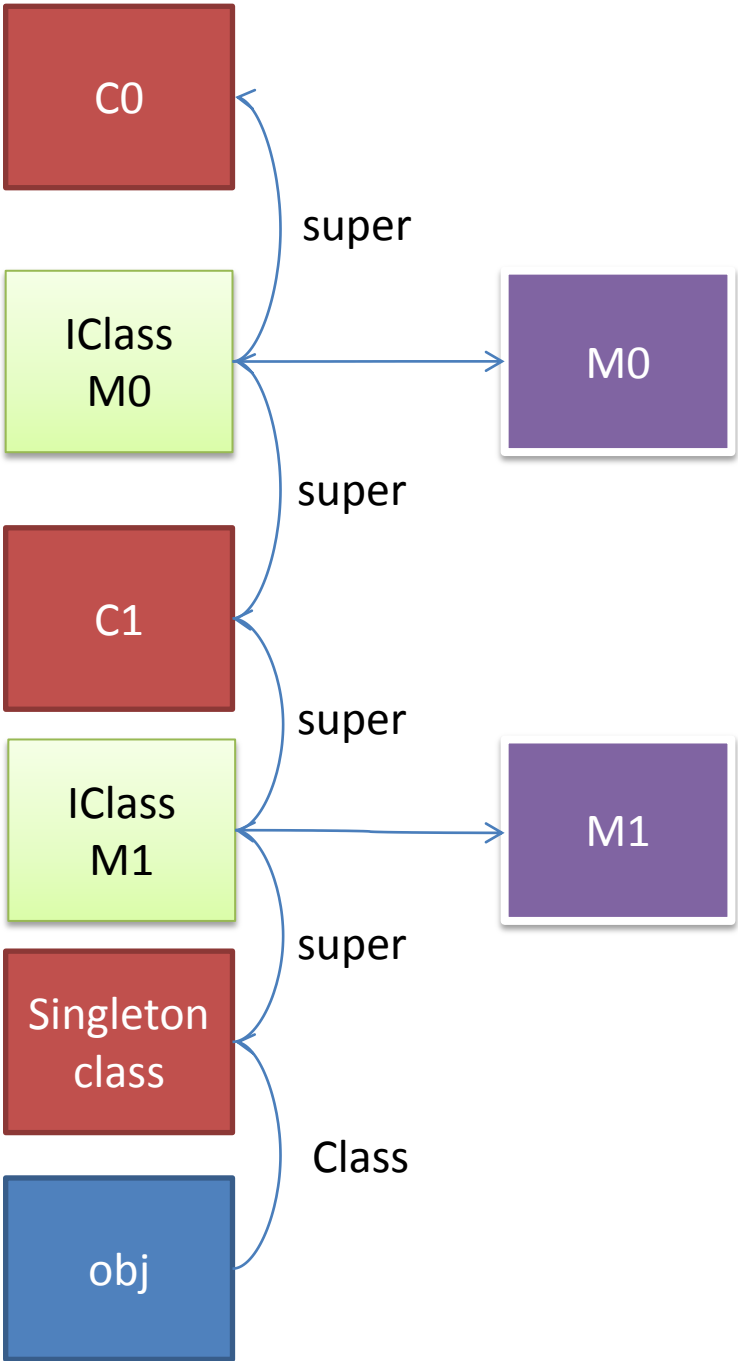 C0
super
IClass
M0
M0
super
C1
super
IClass
M1
M1
super
Singleton
class
Class
obj